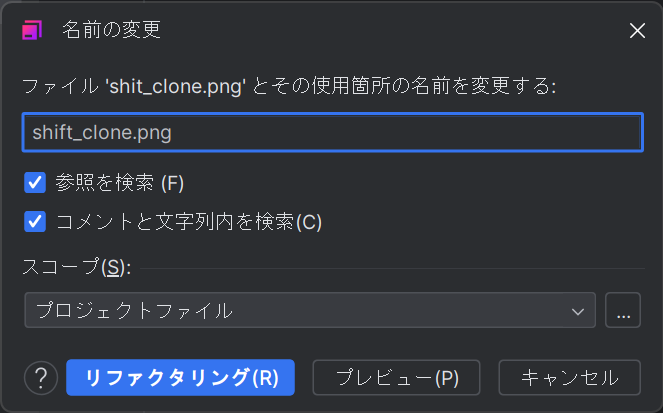 名前の変更
ファイル 'shit_clone.png' とその使用箇所の名前を変更する:
shift_clone.png
参照を検索 (F)
コメントと文字列内を検索(C)
スコープ(S):
プロジェクトファイル
...
?
リファクタリング(R)
プレビュー(P)
キャンセル